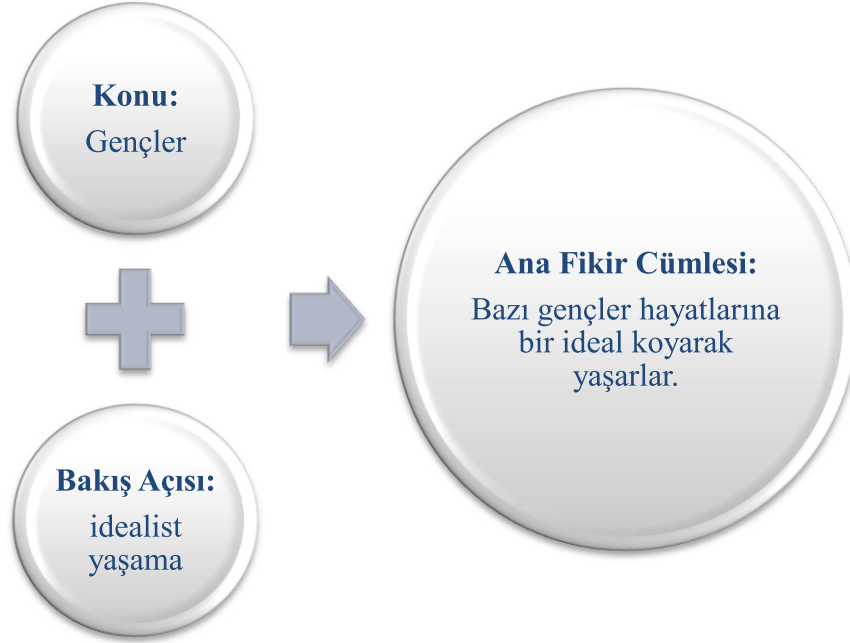 Konu:
Gençler
Bakış Açısı:
idealist
yaşama
Ana Fikir Cümlesi:
Bazı gençler hayatlarına
bir ideal koyarak
yaşarlar.